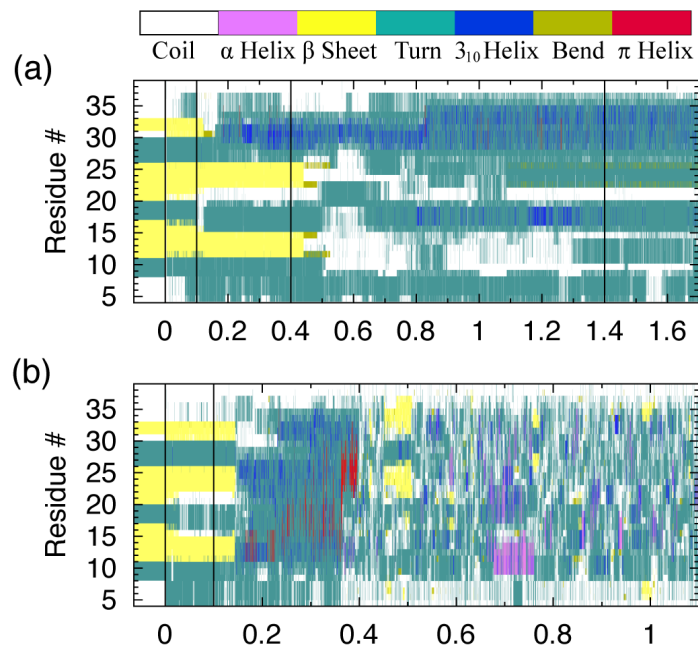 Coil α Helix β Sheet Turn 3₁₀ Helix Bend π Helix
(a)
Residue #
35
30
25
20
15
10
5
0 0.2 0.4 0.6 0.8 1 1.2 1.4 1.6
(b)
Residue #
35
30
25
20
15
10
5
0 0.2 0.4 0.6 0.8 1